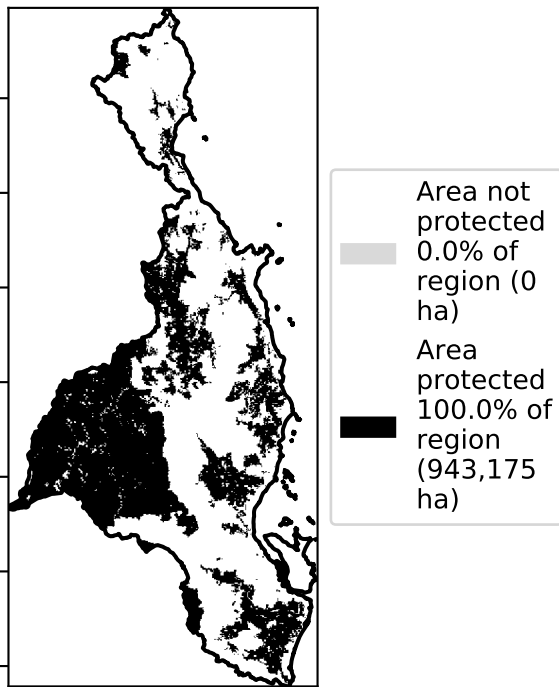 Area not
protected
0.0% of
region (0
ha)
Area
protected
100.0% of
region
(943,175
ha)